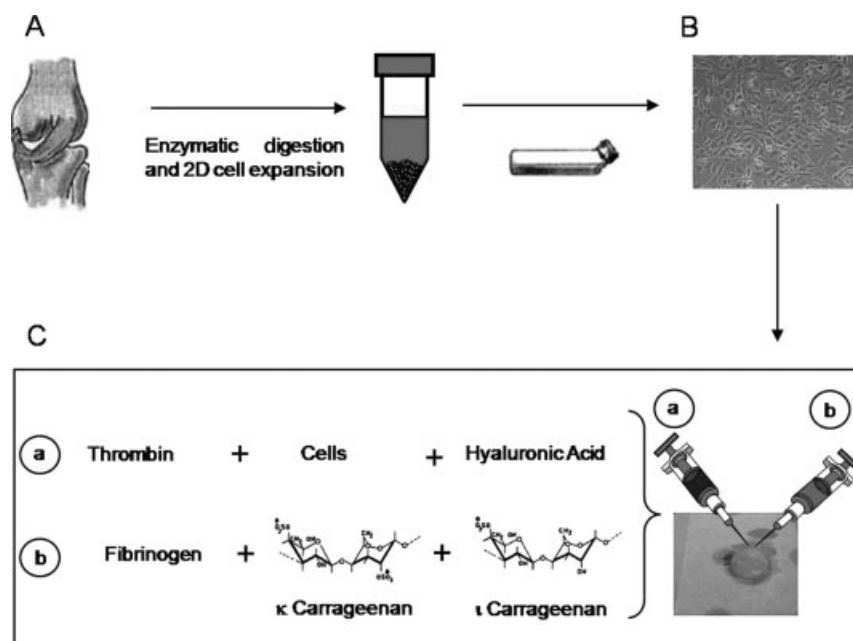 A
B
Enzymatic digestion
and 2D cell expansion
C
a
b
a
Thrombin + Cells + Hyaluronic Acid
b
Fibrinogen + +
κ Carrageenan
ι Carrageenan